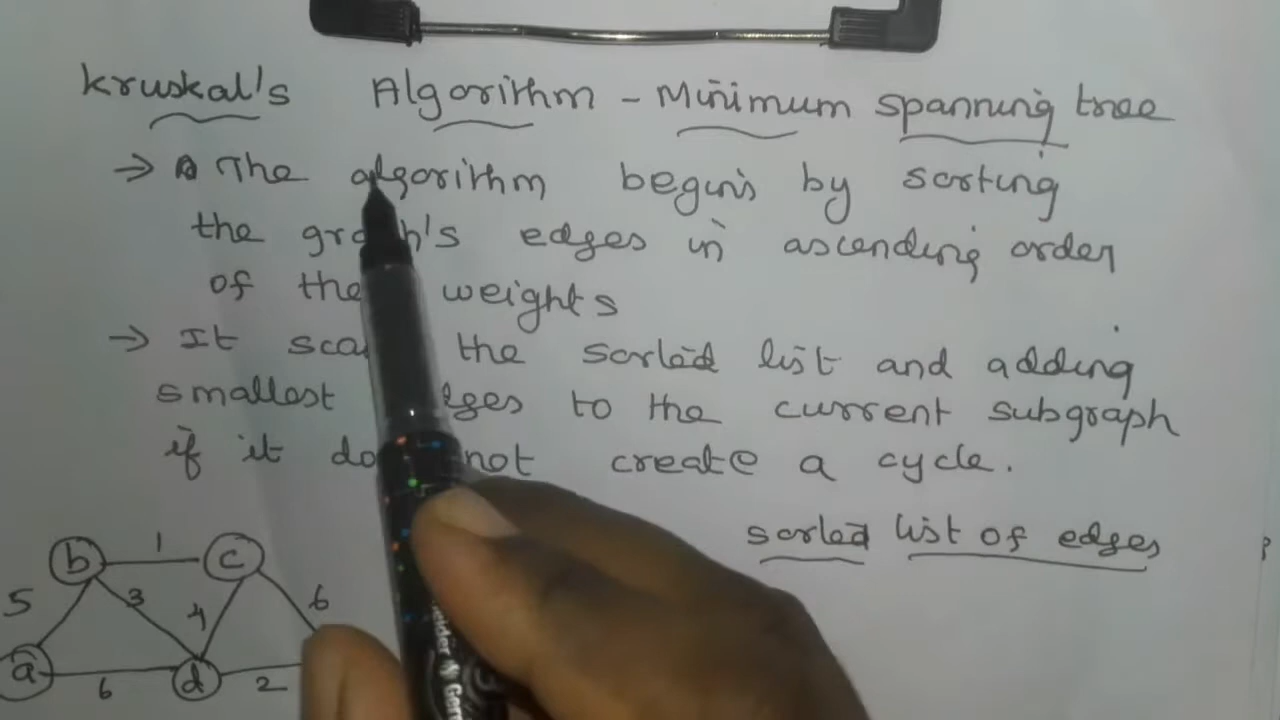 Kruskal's Algorithm - Minimum spanning tree
→ The algorithm begins by sorting
the graph's edges in ascending order
of the weights
→ It sca the sorted list and adding
smallest edges to the current subgraph
if it do not create a cycle.
sorted list of edges
b 1 c
5 3 4 6
a 6 d 2